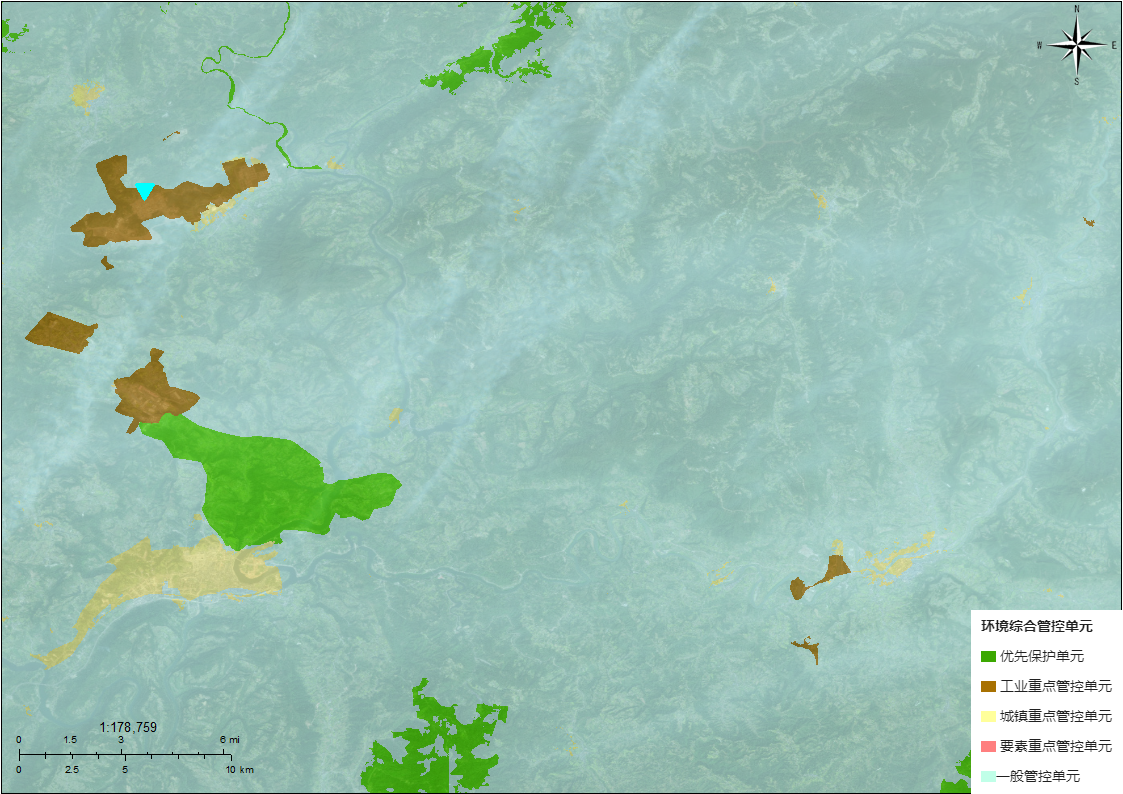 N
W E
S
环境综合管控单元
优先保护单元
工业重点管控单元
城镇重点管控单元
要素重点管控单元
一般管控单元
1:178,759
0 1.5 3 6 mi
0 2.5 5 10 km